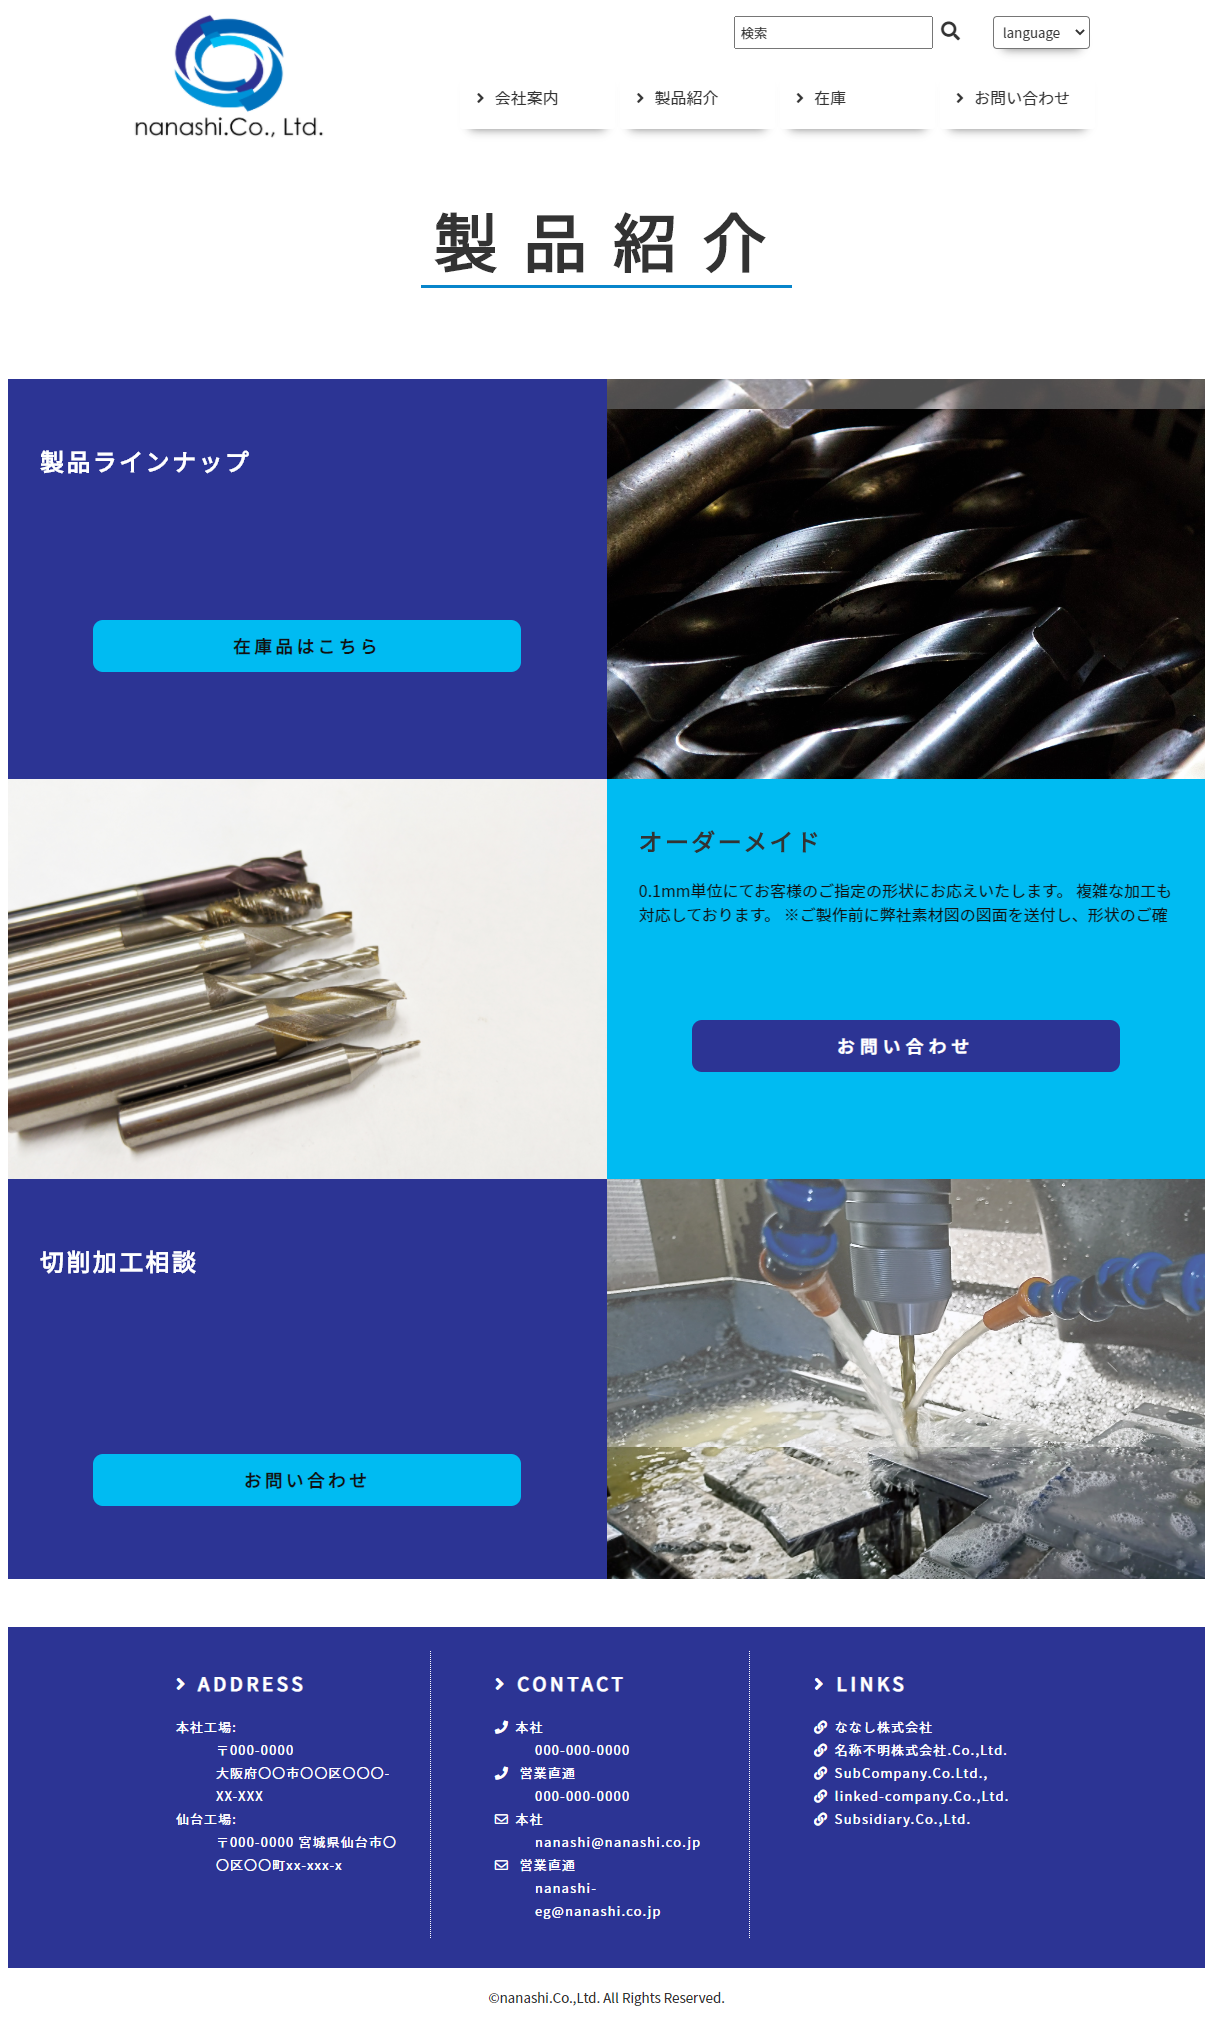 検索
language
nanashi.Co., Ltd.
会社案内
製品紹介
在庫
お問い合わせ
製品紹介
製品ラインナップ
在庫品はこちら
オーダーメイド
0.1mm単位にてお客様のご指定の形状にお応えいたします。 複雑な加工も
対応しております。 ※ご製作前に弊社素材図の図面を送付し、形状のご確
お問い合わせ
切削加工相談
お問い合わせ
ADDRESS
本社工場:
〒000-0000
大阪府〇〇市〇〇区〇〇〇-
XX-XXX
仙台工場:
〒000-0000 宮城県仙台市〇
〇区〇〇町xx-xxx-x
CONTACT
本社
000-000-0000
営業直通
000-000-0000
本社
nanashi@nanashi.co.jp
営業直通
nanashi-
eg@nanashi.co.jp
LINKS
ななし株式会社
名称不明株式会社.Co.,Ltd.
SubCompany.Co.Ltd.,
linked-company.Co.,Ltd.
Subsidiary.Co.,Ltd.
©nanashi.Co.,Ltd. All Rights Reserved.